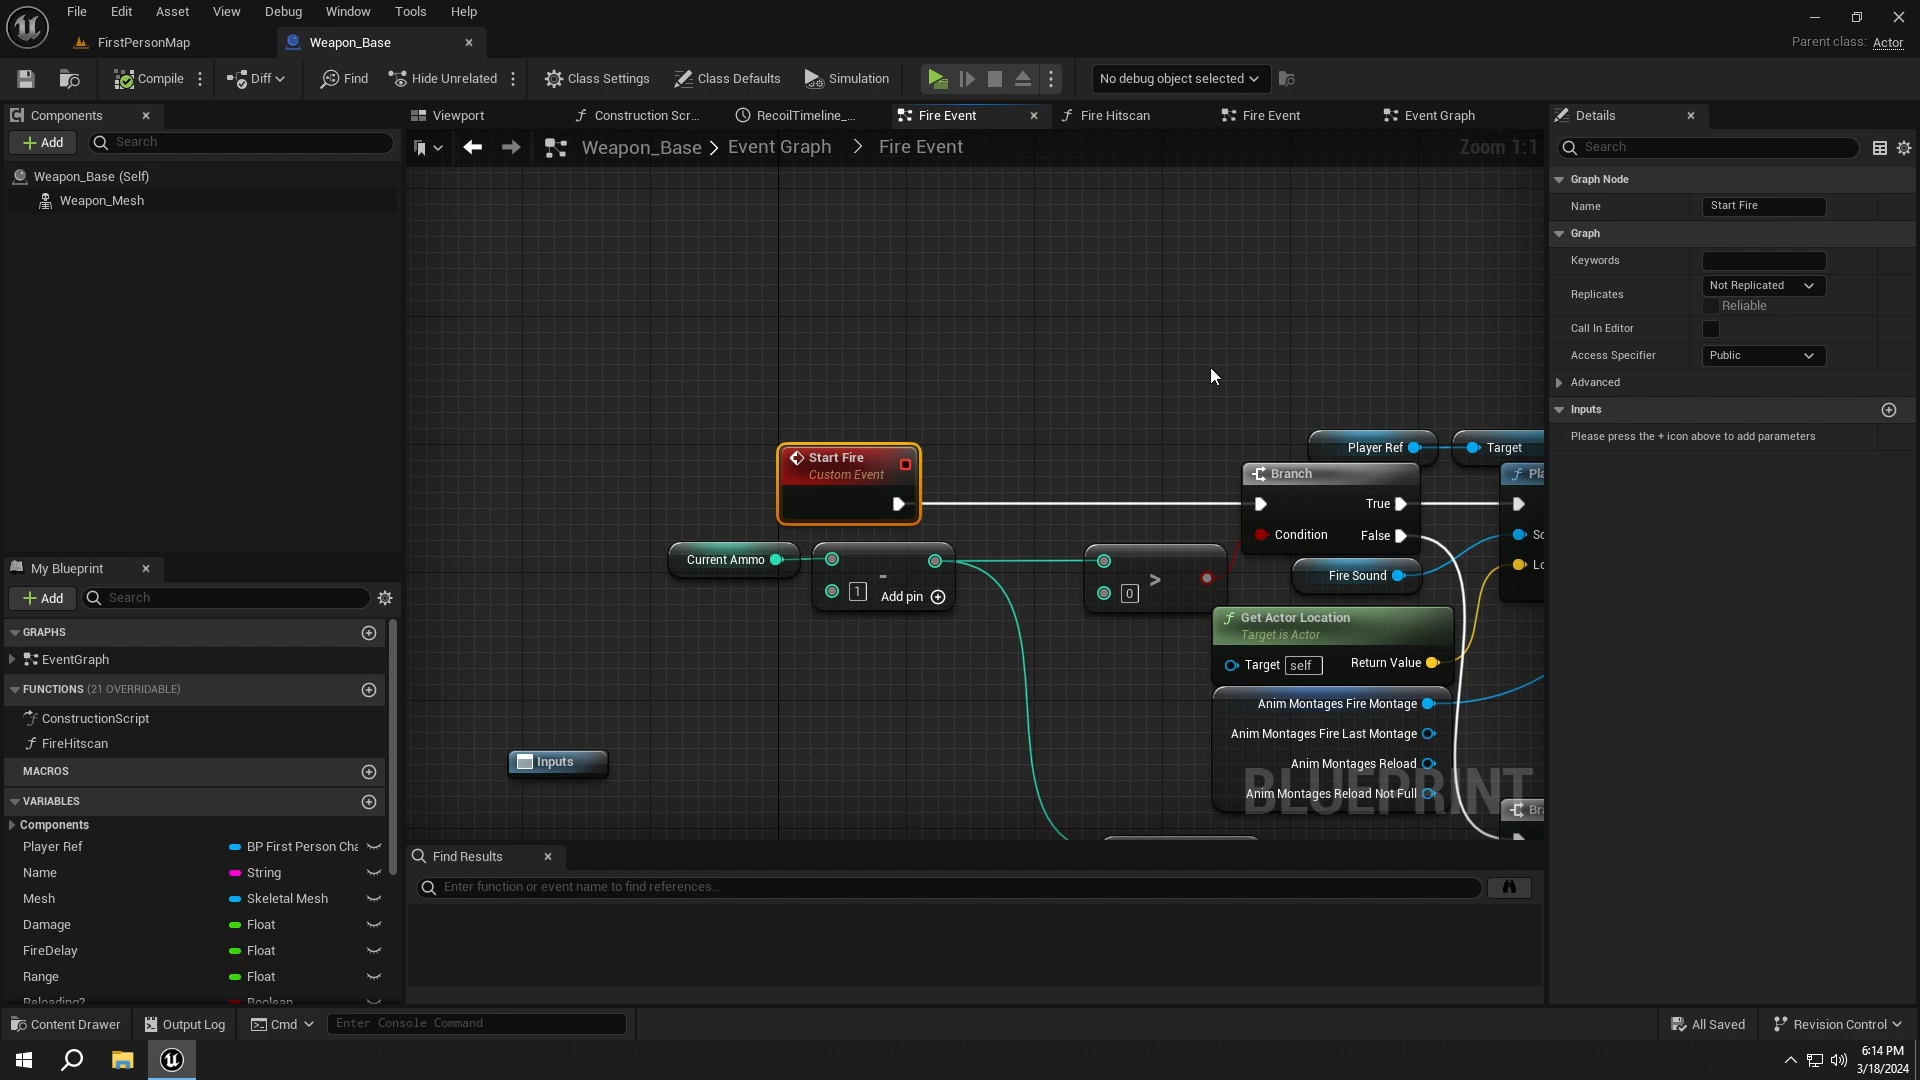 File Edit Asset View Debug Window Tools Help
FirstPersonMap
Weapon_Base
Parent class: Actor
Compile
Diff
Find
Hide Unrelated
Class Settings
Class Defaults
Simulation
No debug object selected
Components
Add
Search
Weapon_Base (Self)
Weapon_Mesh
My Blueprint
Add
Search
GRAPHS
EventGraph
FUNCTIONS (21 OVERRIDABLE)
ConstructionScript
FireHitscan
MACROS
VARIABLES
Components
Player Ref BP First Person Cha
Name String
Mesh Skeletal Mesh
Damage Float
FireDelay Float
Range Float
Reloading? Boolean
Viewport
Construction Scr...
RecoilTimeline_...
Fire Event
Fire Hitscan
Fire Event
Event Graph
Weapon_Base > Event Graph > Fire Event
Zoom 1:1
Start Fire
Custom Event
Current Ammo
-
1 Add pin
>
0
Player Ref
Target
Branch
True
Condition False
Pla
So
Lo
Fire Sound
Get Actor Location
Target is Actor
Target self Return Value
Anim Montages Fire Montage
Anim Montages Fire Last Montage
Anim Montages Reload
Anim Montages Reload Not Full
Inputs
BLUEPRINT
Bra
Find Results
Enter function or event name to find references...
Details
Search
Graph Node
Name Start Fire
Graph
Keywords
Replicates Not Replicated
Reliable
Call In Editor
Access Specifier Public
Advanced
Inputs
Please press the + icon above to add parameters
Content Drawer
Output Log
Cmd
Enter Console Command
All Saved
Revision Control
6:14 PM
3/18/2024